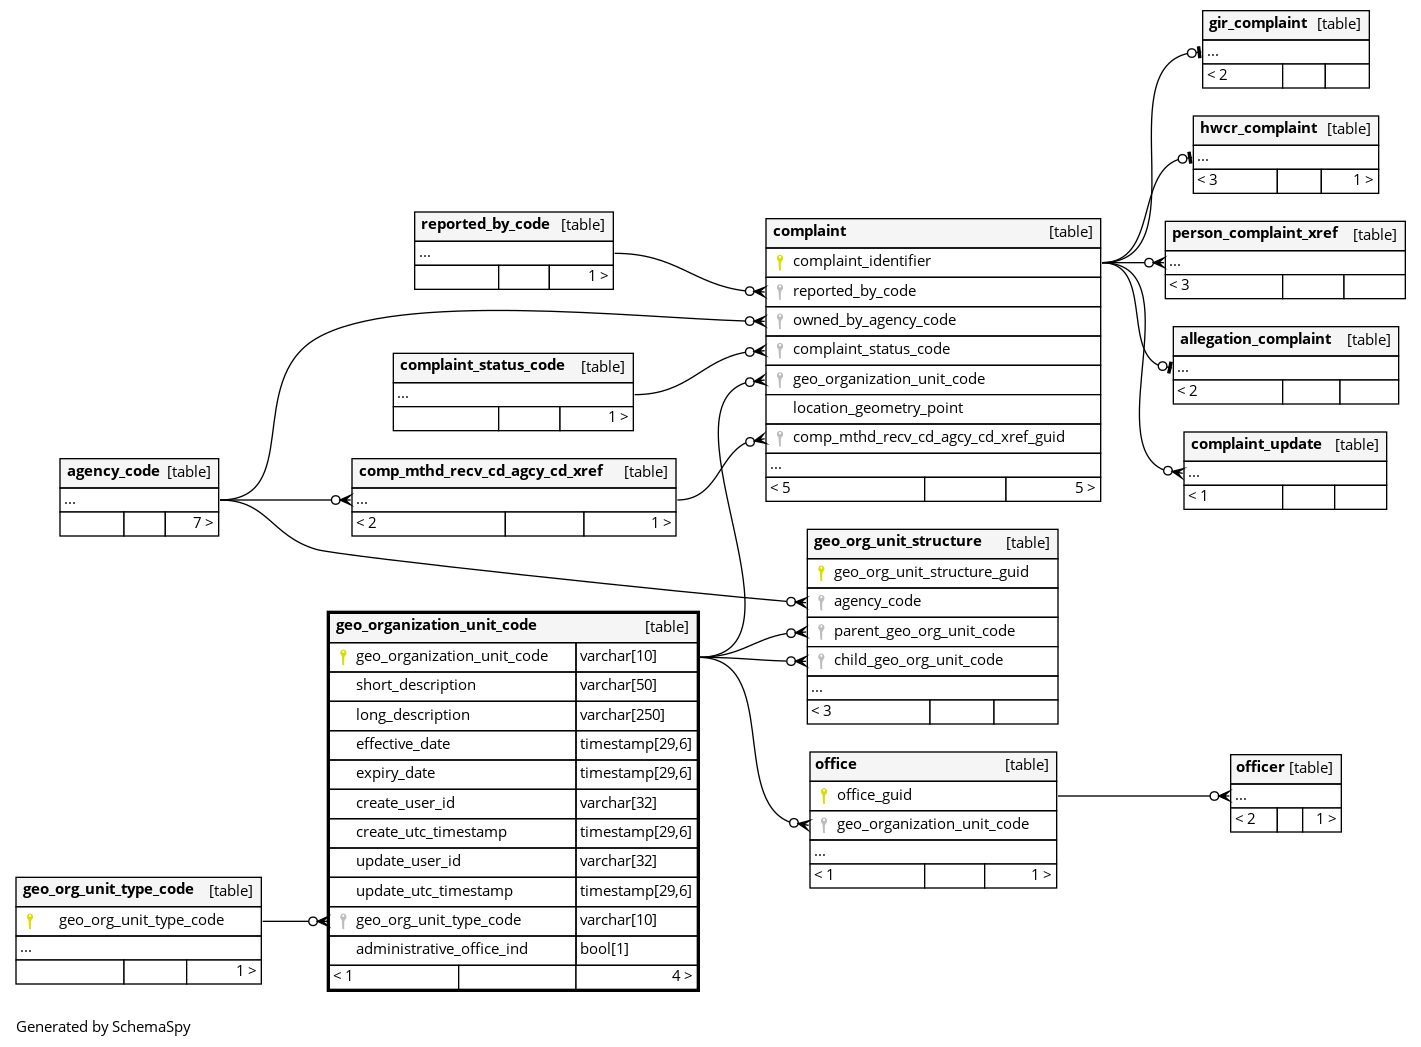 gir_complaint [table]
...
< 2
hwcr_complaint [table]
...
< 3 1 >
person_complaint_xref [table]
...
< 3
allegation_complaint [table]
...
< 2
complaint_update [table]
...
< 1
reported_by_code [table]
...
1 >
complaint [table]
complaint_identifier
reported_by_code
owned_by_agency_code
complaint_status_code
geo_organization_unit_code
location_geometry_point
comp_mthd_recv_cd_agcy_cd_xref_guid
...
< 5 5 >
complaint_status_code [table]
...
1 >
agency_code [table]
...
7 >
comp_mthd_recv_cd_agcy_cd_xref [table]
...
< 2 1 >
geo_org_unit_structure [table]
geo_org_unit_structure_guid
agency_code
parent_geo_org_unit_code
child_geo_org_unit_code
...
< 3
geo_organization_unit_code [table]
geo_organization_unit_code varchar[10]
short_description varchar[50]
long_description varchar[250]
effective_date timestamp[29,6]
expiry_date timestamp[29,6]
create_user_id varchar[32]
create_utc_timestamp timestamp[29,6]
update_user_id varchar[32]
update_utc_timestamp timestamp[29,6]
geo_org_unit_type_code varchar[10]
administrative_office_ind bool[1]
< 1 4 >
office [table]
office_guid
geo_organization_unit_code
...
< 1 1 >
officer [table]
...
< 2 1 >
geo_org_unit_type_code [table]
geo_org_unit_type_code
...
1 >
Generated by SchemaSpy